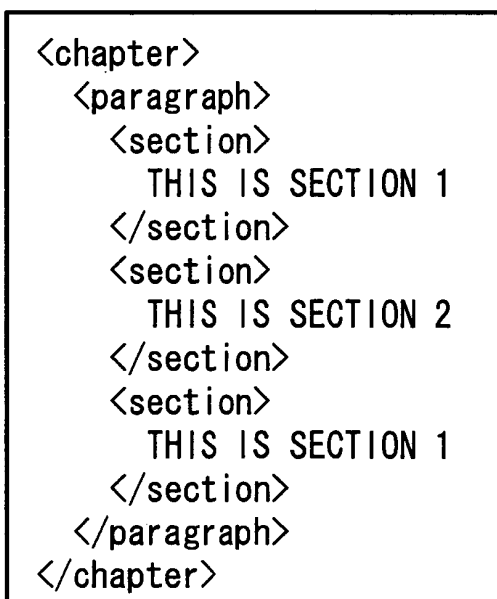 <chapter>
<paragraph>
<section>
THIS IS SECTION 1
</section>
<section>
THIS IS SECTION 2
</section>
<section>
THIS IS SECTION 1
</section>
</paragraph>
</chapter>